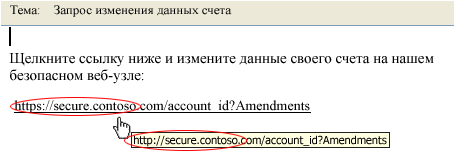 Тема: Запрос изменения данных счета
Щелкните ссылку ниже и измените данные своего счета на нашем
безопасном веб-узле:
https://secure.contoso.com/account_id?Amendments
http://secure.contoso.com/account_id?Amendments